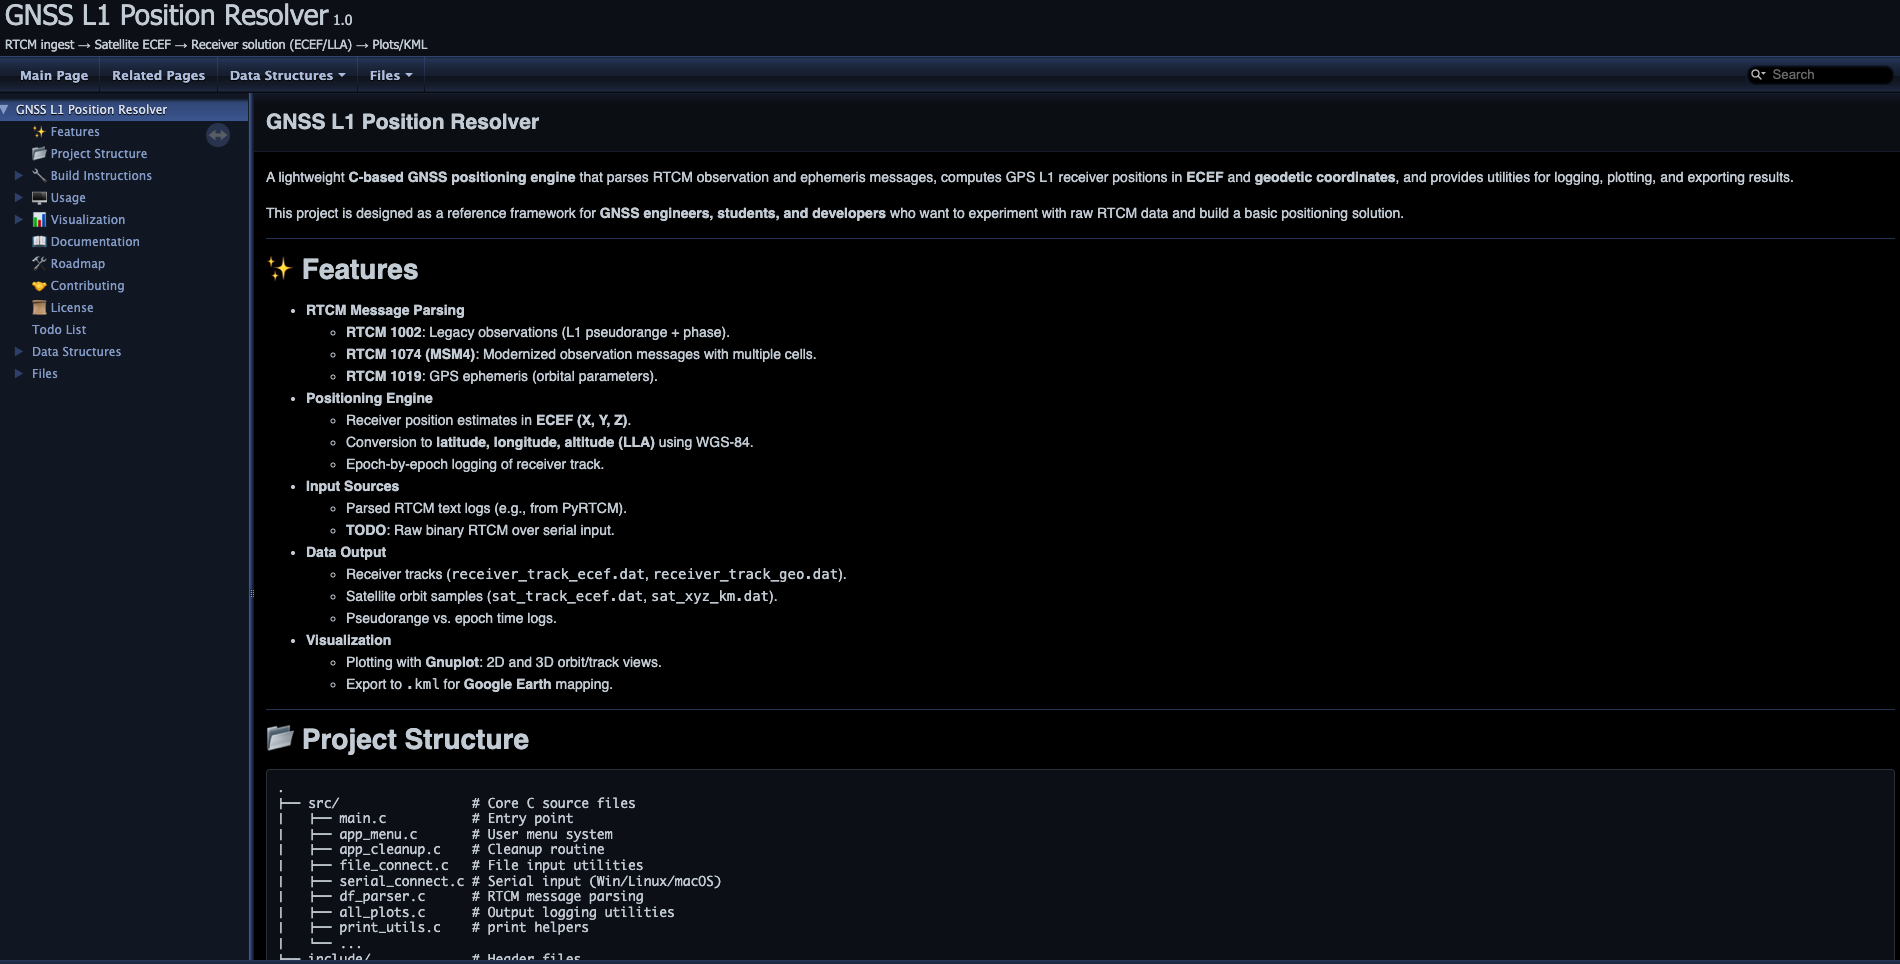 GNSS L1 Position Resolver 1.0
RTCM ingest → Satellite ECEF → Receiver solution (ECEF/LLA) → Plots/KML
Main Page
Related Pages
Data Structures
Files
Search
GNSS L1 Position Resolver
✨ Features
📂 Project Structure
🔧 Build Instructions
🖥️ Usage
📊 Visualization
📖 Documentation
🛠️ Roadmap
🤝 Contributing
📜 License
Todo List
Data Structures
Files
GNSS L1 Position Resolver
A lightweight C-based GNSS positioning engine that parses RTCM observation and ephemeris messages, computes GPS L1 receiver positions in ECEF and geodetic coordinates, and provides utilities for logging, plotting, and exporting results.
This project is designed as a reference framework for GNSS engineers, students, and developers who want to experiment with raw RTCM data and build a basic positioning solution.
✨ Features
• RTCM Message Parsing
◦ RTCM 1002: Legacy observations (L1 pseudorange + phase).
◦ RTCM 1074 (MSM4): Modernized observation messages with multiple cells.
◦ RTCM 1019: GPS ephemeris (orbital parameters).
• Positioning Engine
◦ Receiver position estimates in ECEF (X, Y, Z).
◦ Conversion to latitude, longitude, altitude (LLA) using WGS-84.
◦ Epoch-by-epoch logging of receiver track.
• Input Sources
◦ Parsed RTCM text logs (e.g., from PyRTCM).
◦ TODO: Raw binary RTCM over serial input.
• Data Output
◦ Receiver tracks (receiver_track_ecef.dat, receiver_track_geo.dat).
◦ Satellite orbit samples (sat_track_ecef.dat, sat_xyz_km.dat).
◦ Pseudorange vs. epoch time logs.
• Visualization
◦ Plotting with Gnuplot: 2D and 3D orbit/track views.
◦ Export to .kml for Google Earth mapping.
📂 Project Structure
.
├── src/ # Core C source files
│ ├── main.c # Entry point
│ ├── app_menu.c # User menu system
│ ├── app_cleanup.c # Cleanup routine
│ ├── file_connect.c # File input utilities
│ ├── serial_connect.c # Serial input (Win/Linux/macOS)
│ ├── df_parser.c # RTCM message parsing
│ ├── all_plots.c # Output logging utilities
│ ├── print_utils.c # print helpers
│ └── ...
├── include/ # Header files